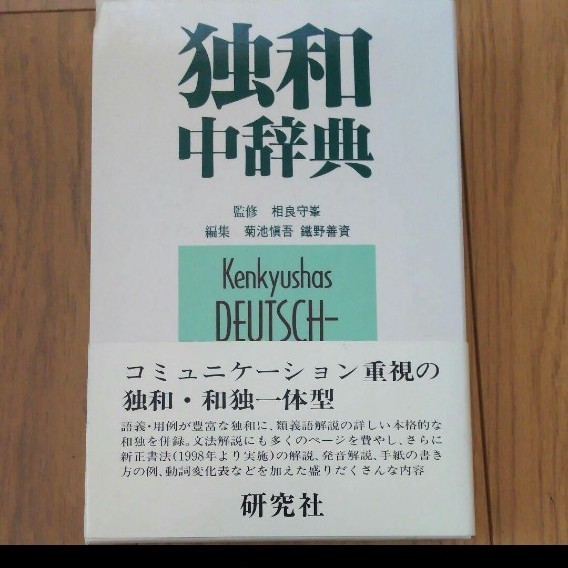 独和
中辞典
監修 相良守峯
編集 菊池愼吾 鐵野善資
Kenkyushas
DEUTSCH-
コミュニケーション重視の
独和・和独一体型
語義・用例が豊富な独和に、類義語解説の詳しい本格的な
和独を併録。文法解説にも多くのページを費やし、さらに
新正書法(1998年より実施)の解説、発音解説、手紙の書き
方の例、動詞変化表などを加えた盛りだくさんな内容
研究社